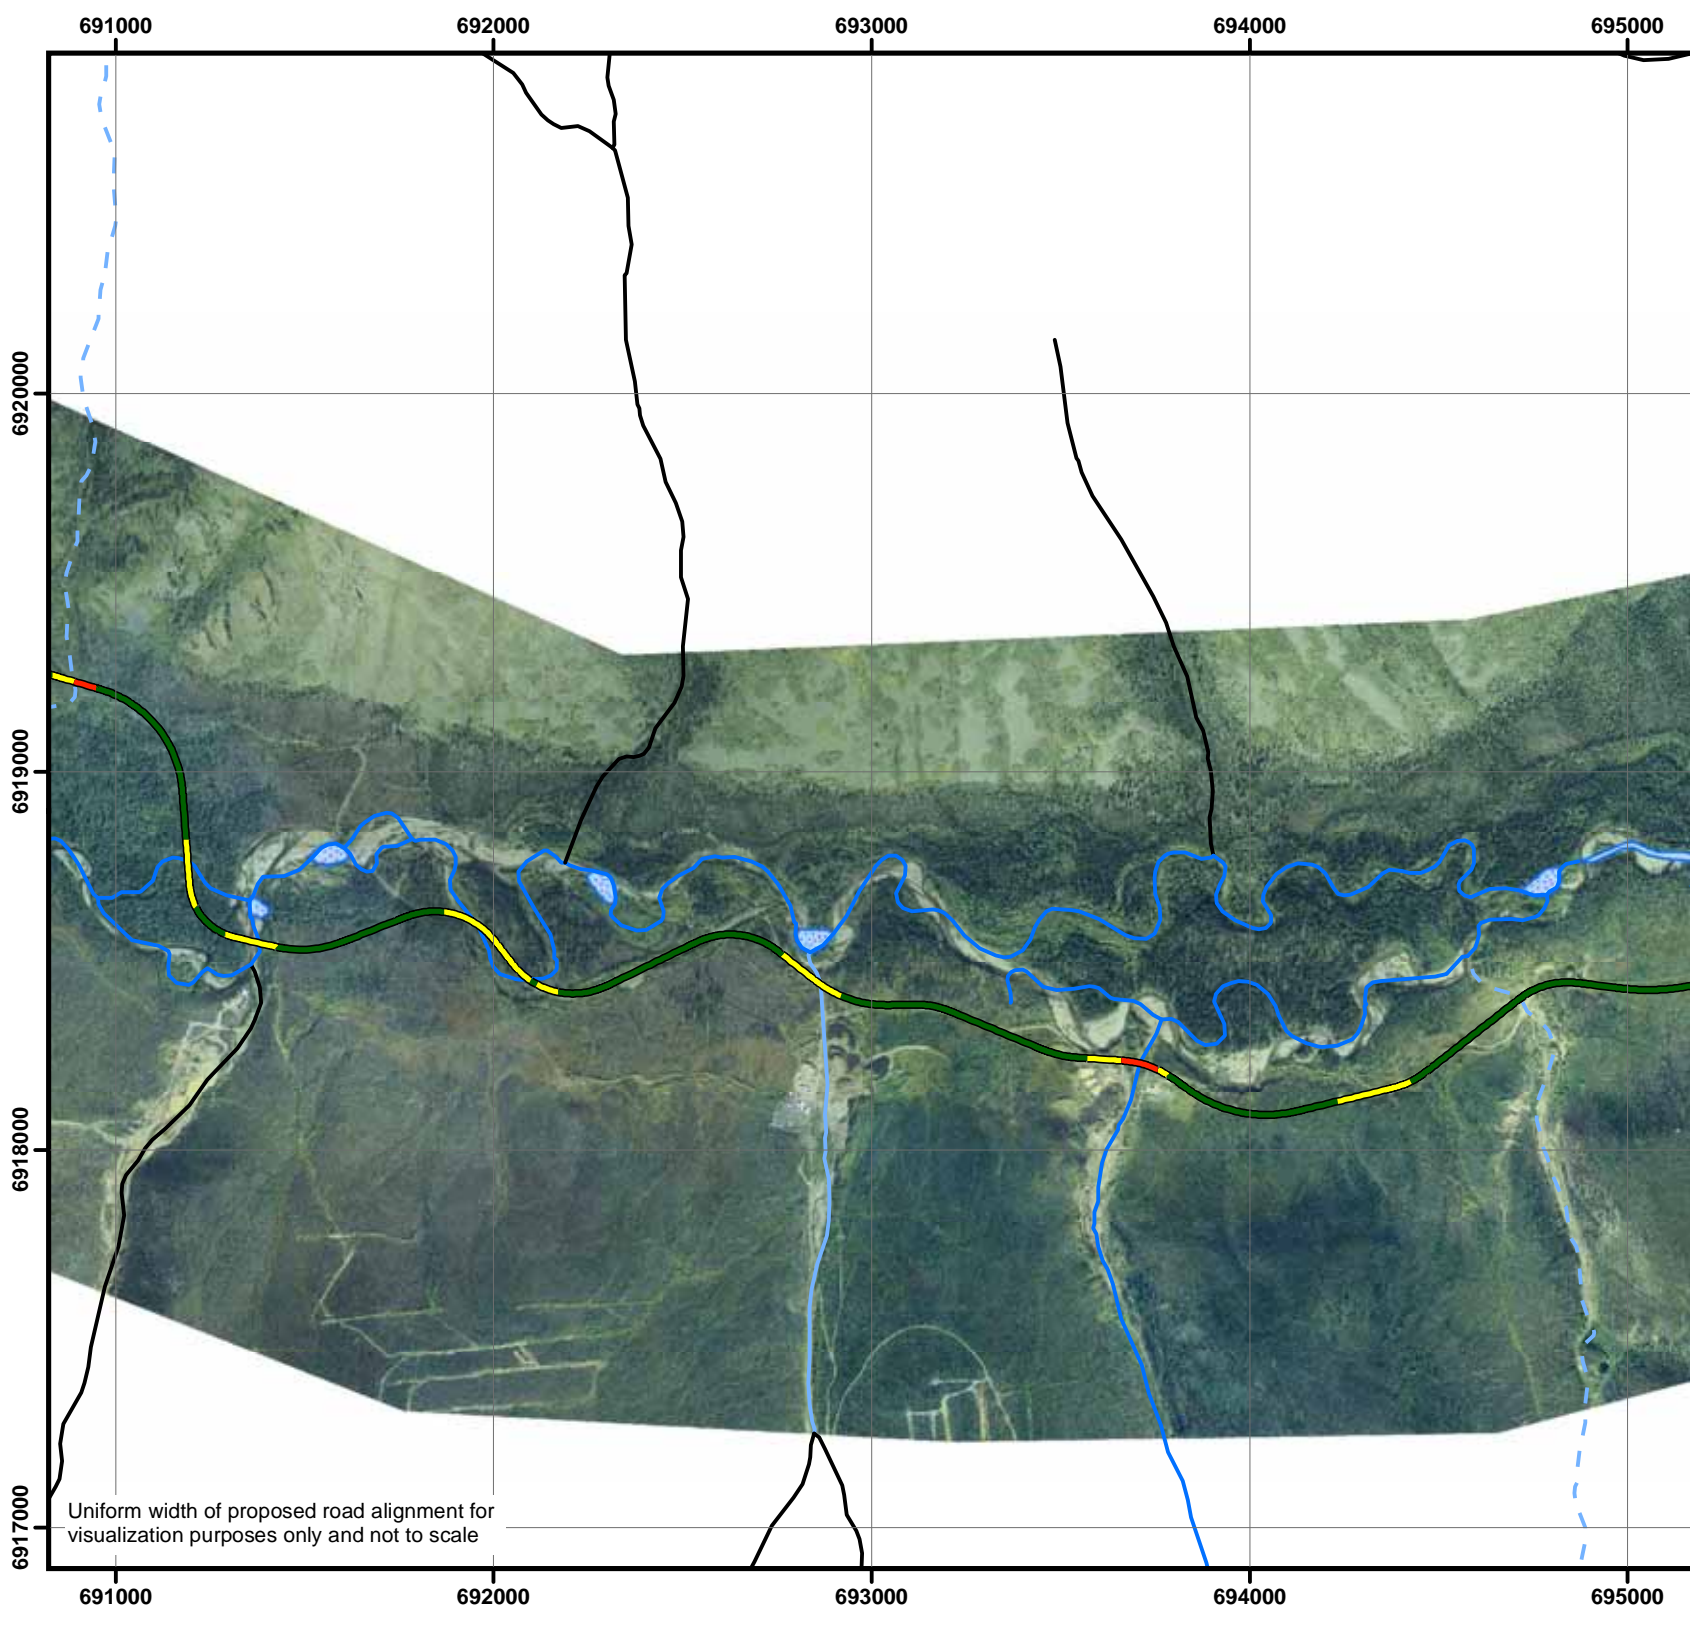 691000 692000 693000 694000 695000
6920000
6919000
6918000
6917000
Uniform width of proposed road alignment for
visualization purposes only and not to scale
691000 692000 693000 694000 695000